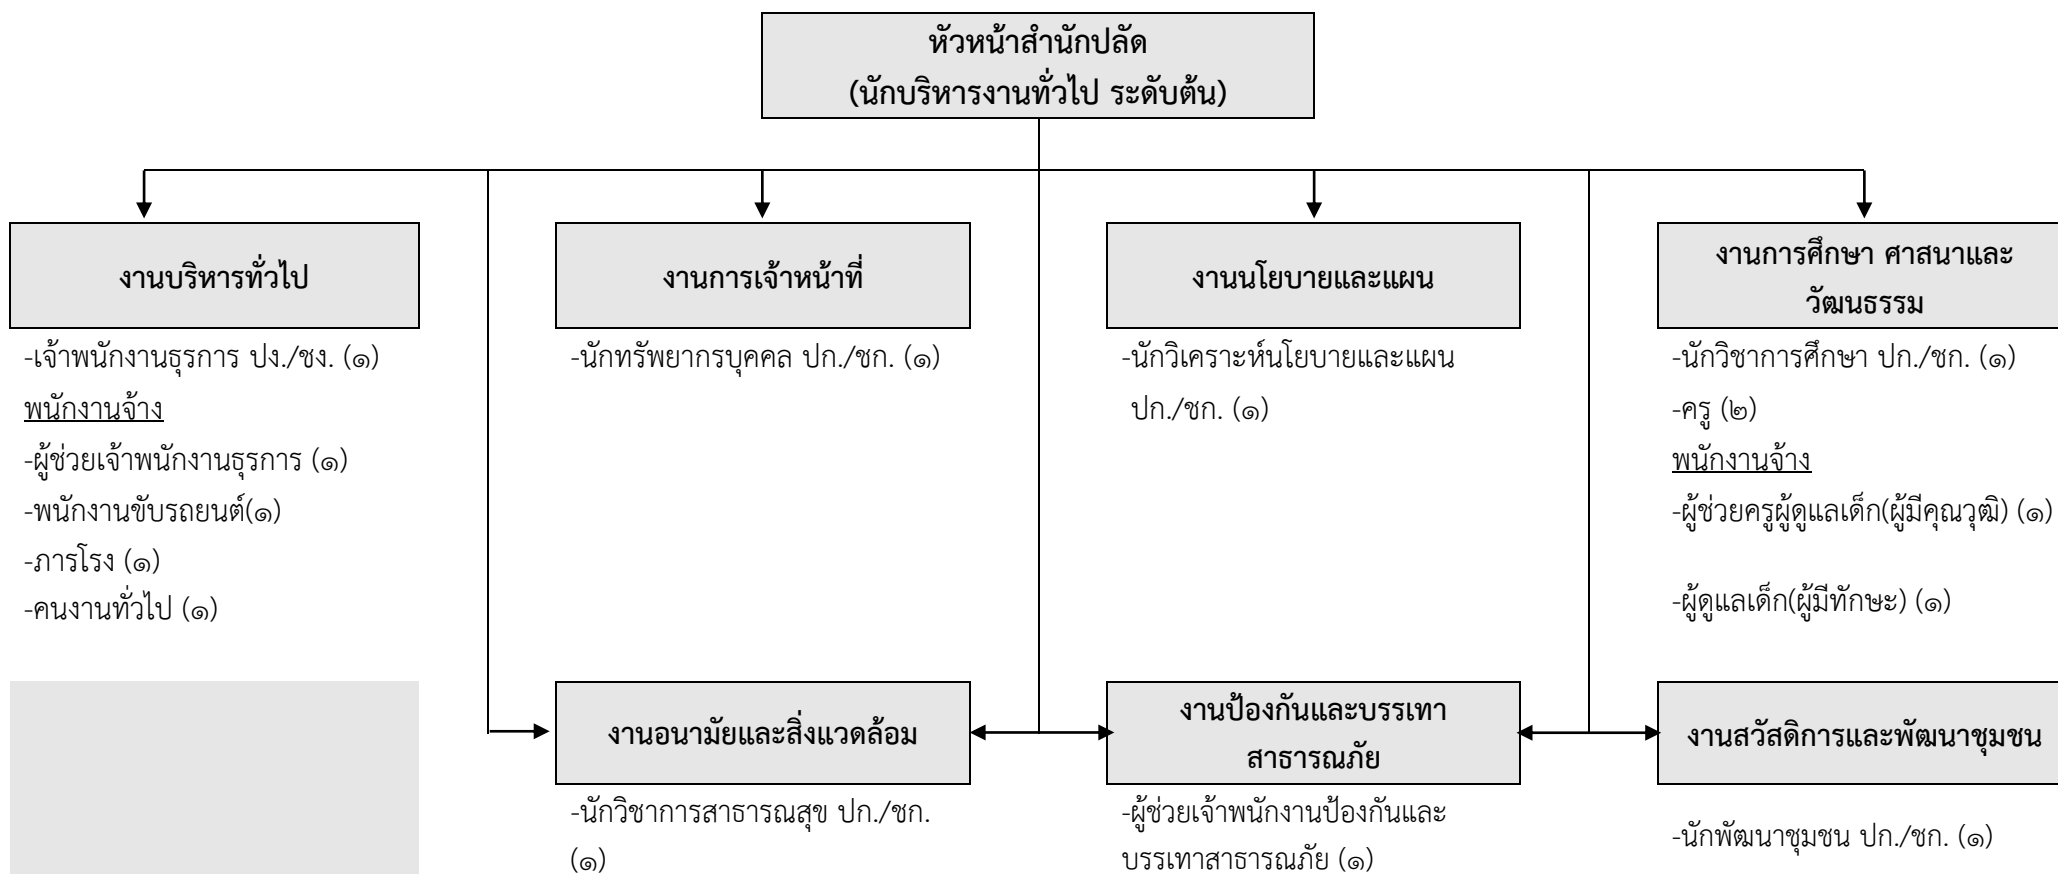 หัวหน้าสำนักปลัด
(นักบริหารงานทั่วไป ระดับต้น)
งานบริหารทั่วไป
-เจ้าพนักงานธุรการ ปง./ชง. (๑)
พนักงานจ้าง
-ผู้ช่วยเจ้าพนักงานธุรการ (๑)
-พนักงานขับรถยนต์(๑)
-ภารโรง (๑)
-คนงานทั่วไป (๑)
งานการเจ้าหน้าที่
-นักทรัพยากรบุคคล ปก./ชก. (๑)
งานนโยบายและแผน
-นักวิเคราะห์นโยบายและแผน
ปก./ชก. (๑)
งานการศึกษา ศาสนาและ
วัฒนธรรม
-นักวิชาการศึกษา ปก./ชก. (๑)
-ครู (๒)
พนักงานจ้าง
-ผู้ช่วยครูผู้ดูแลเด็ก(ผู้มีคุณวุฒิ) (๑)
-ผู้ดูแลเด็ก(ผู้มีทักษะ) (๑)
งานอนามัยและสิ่งแวดล้อม
-นักวิชาการสาธารณสุข ปก./ชก.
(๑)
งานป้องกันและบรรเทา
สาธารณภัย
-ผู้ช่วยเจ้าพนักงานป้องกันและ
บรรเทาสาธารณภัย (๑)
งานสวัสดิการและพัฒนาชุมชน
-นักพัฒนาชุมชน ปก./ชก. (๑)